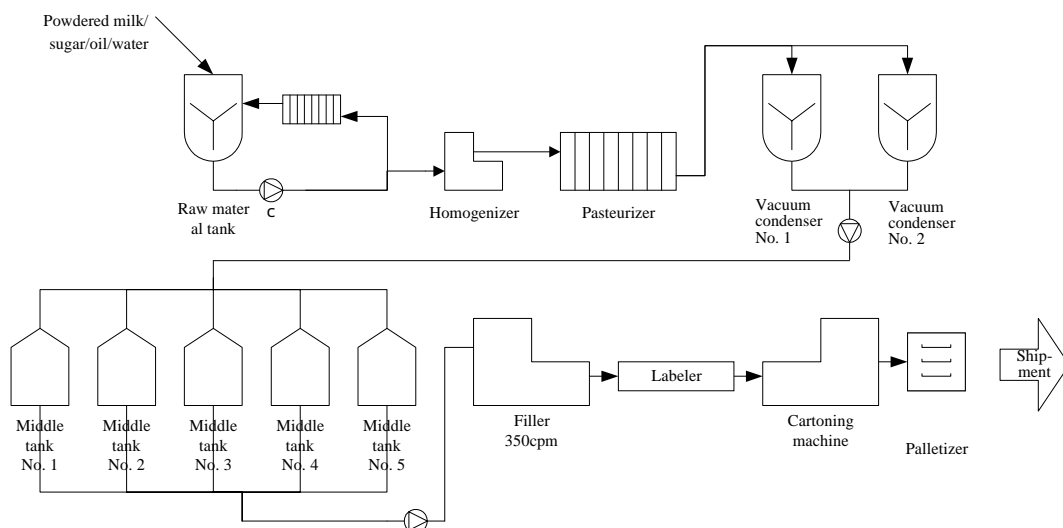 Powdered milk/
sugar/oil/water
C
Raw mater
al tank
Homogenizer
Pasteurizer
Vacuum
condenser
No. 1
Vacuum
condenser
No. 2
Middle
tank
No. 1
Middle
tank
No. 2
Middle
tank
No. 3
Middle
tank
No. 4
Middle
tank
No. 5
Filler
350cpm
Labeler
Cartoning
machine
Palletizer
Ship-
ment